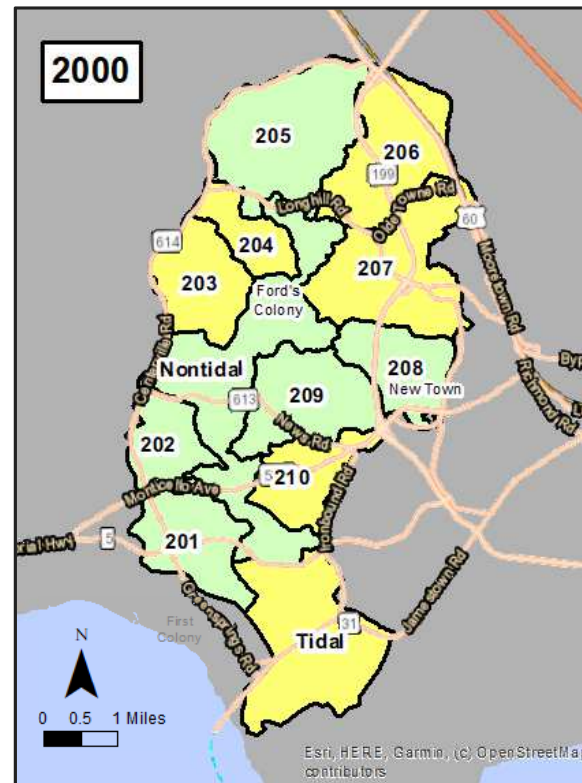 2000
205
206
199
Longhill Rd
Olde Towne Rd
60
614
204
207
203
Mooretown Rd
Ford's
Colony
Centerville Rd
Nontidal
208
New Town
613
209
News Rd
Richmond Rd
202
5
210
Monticello Ave
Ironbound Rd
5
201
Jamestown Rd
Greensprings Rd
First
Colony
31
Tidal
N
0 0.5 1 Miles
Esri, HERE, Garmin, (c) OpenStreetMap
contributors